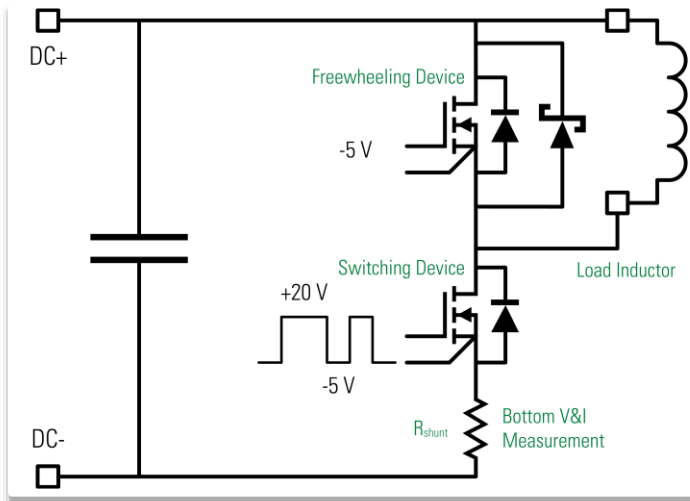 DC+
Freewheeling Device
-5 V
Switching Device
Load Inductor
+20 V
-5 V
Rshunt
Bottom V&I
Measurement
DC-